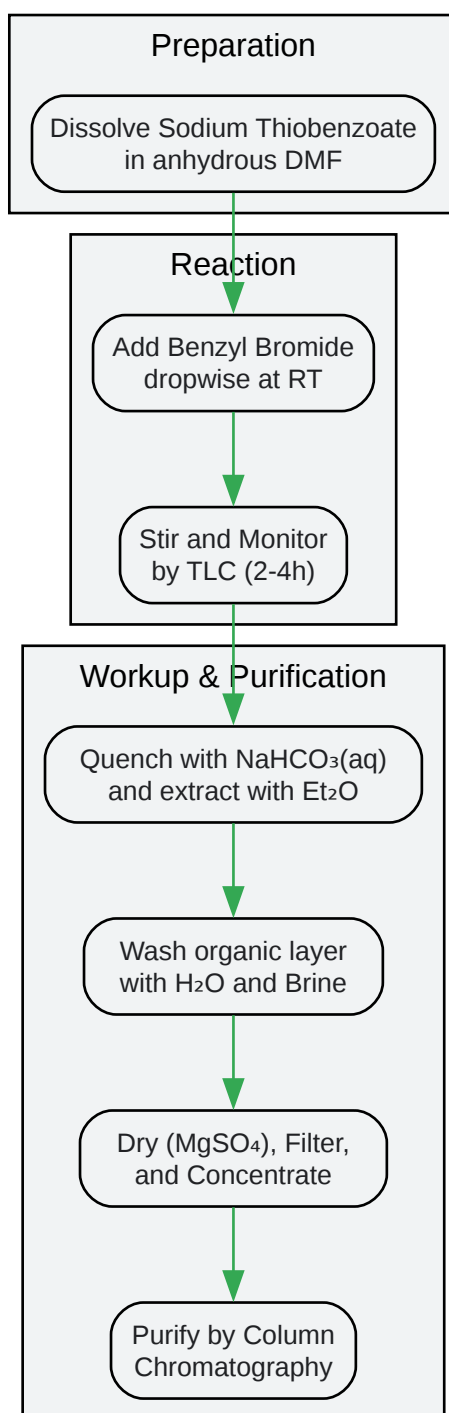 Preparation
Dissolve Sodium Thiobenzoate
in anhydrous DMF
Reaction
Add Benzyl Bromide
dropwise at RT
Stir and Monitor
by TLC (2-4h)
Workup & Purification
Quench with NaHCO₃(aq)
and extract with Et₂O
Wash organic layer
with H₂O and Brine
Dry (MgSO₄), Filter,
and Concentrate
Purify by Column
Chromatography